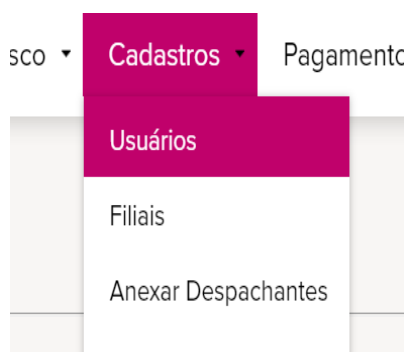 sco Cadastros Pagamento
Usuários
Filiais
Anexar Despachantes